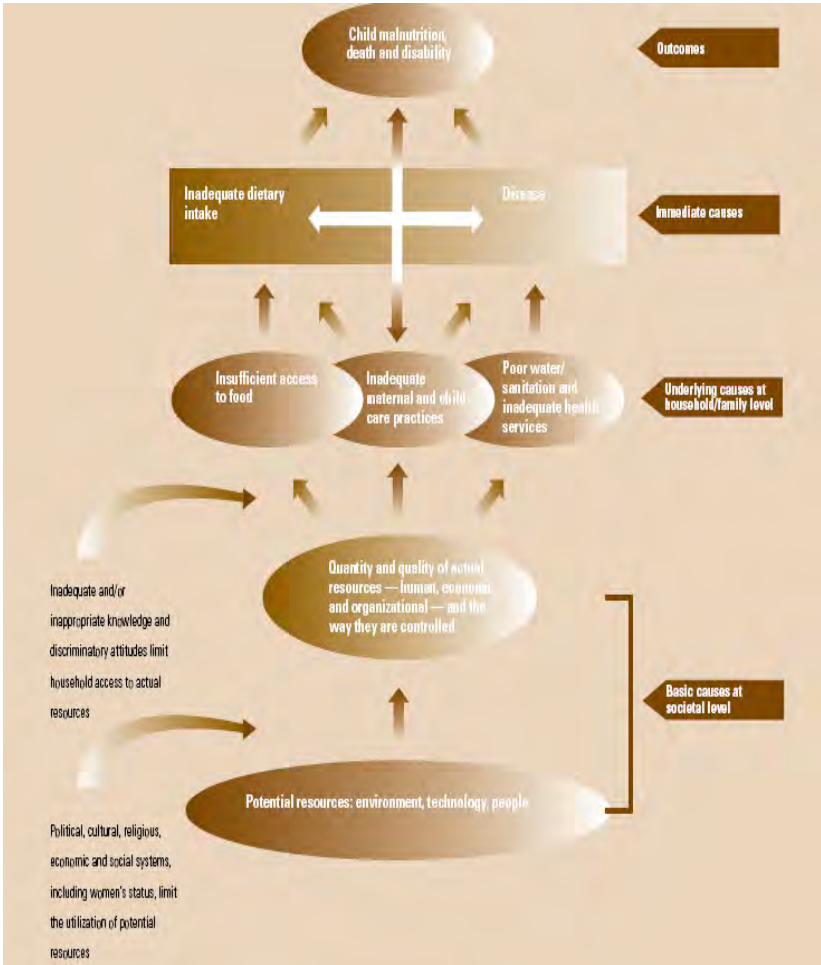 Child malnutrition,
death and disability
Outcomes
Inadequate dietary
intake
Disease
Immediate causes
Insufficient access
to food
Inadequate
maternal and child
care practices
Poor water/
sanitation and
inadequate health
services
Underlying causes at
household/family level
Quantity and quality of actual
resources — human, economic
and organizational — and the
way they are controlled
Inadequate and/or
inappropriate knowledge and
discriminatory attitudes limit
household access to actual
resources
Basic causes at
societal level
Potential resources: environment, technology, people
Political, cultural, religious,
economic and social systems,
including women's status, limit
the utilization of potential
resources